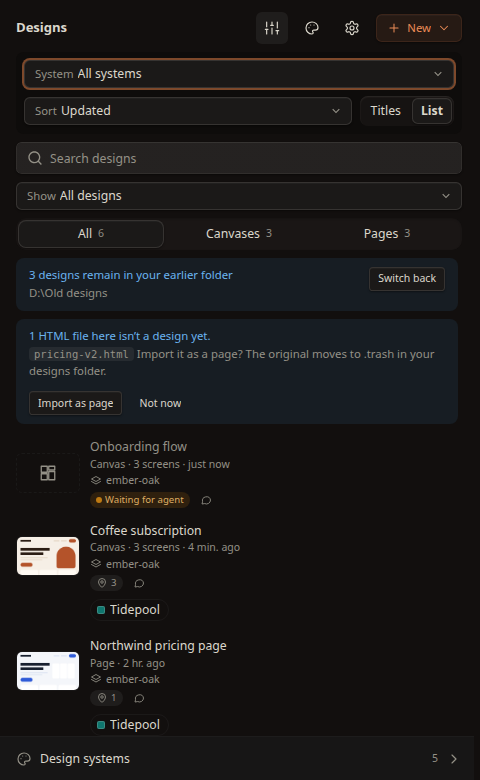 Designs
New
System All systems
Sort Updated
Titles
List
Search designs
Show All designs
All 6
Canvases 3
Pages 3
3 designs remain in your earlier folder
D:\Old designs
Switch back
1 HTML file here isn't a design yet.
pricing-v2.html Import it as a page? The original moves to .trash in your
designs folder.
Import as page
Not now
Onboarding flow
Canvas · 3 screens · just now
ember-oak
Waiting for agent
Coffee subscription
Canvas · 3 screens · 4 min. ago
ember-oak
3
Tidepool
Northwind pricing page
Page · 2 hr. ago
ember-oak
1
Tidepool
Design systems
5